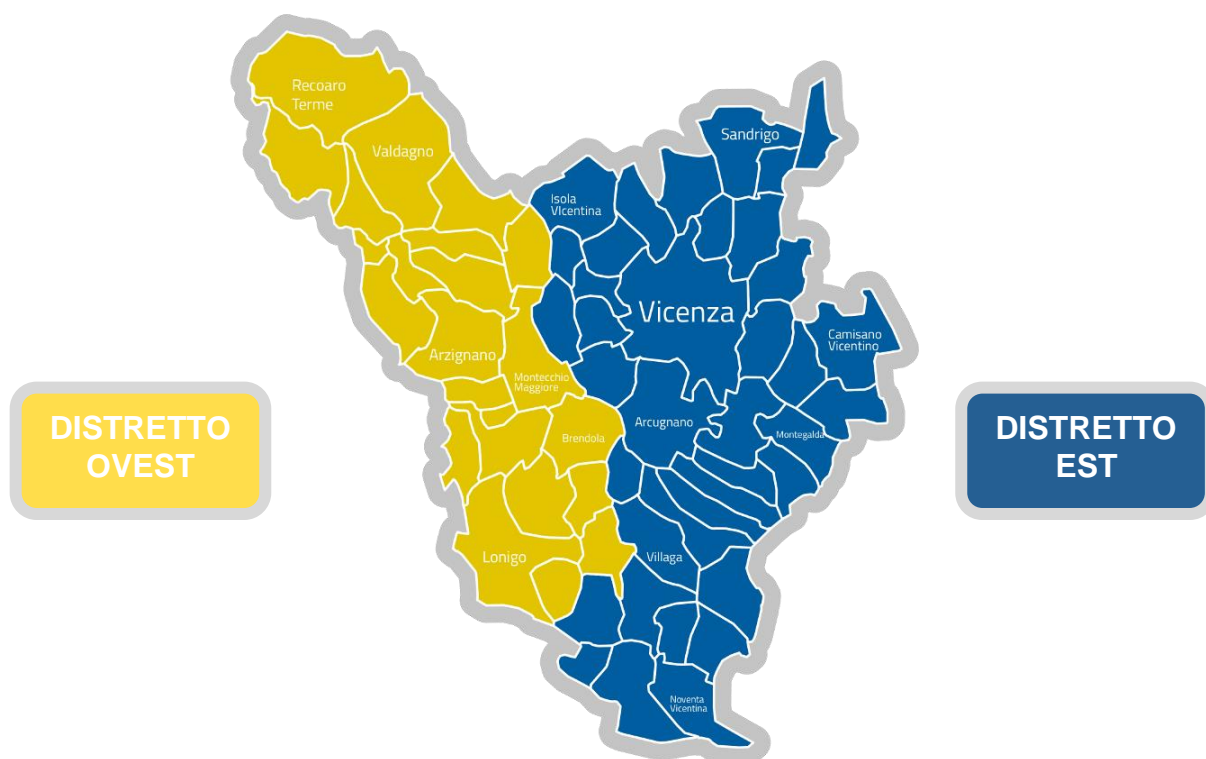 Recoaro
Terme
Valdagno
Sandrigo
Isola
VIcentina
Vicenza
Camisano
Vicentino
Arzignano
Montecchio
Maggiore
DISTRETTO
OVEST
Brendola
Arcugnano
Montegalda
DISTRETTO
EST
Lonigo
Villaga
Noventa
Vicentina